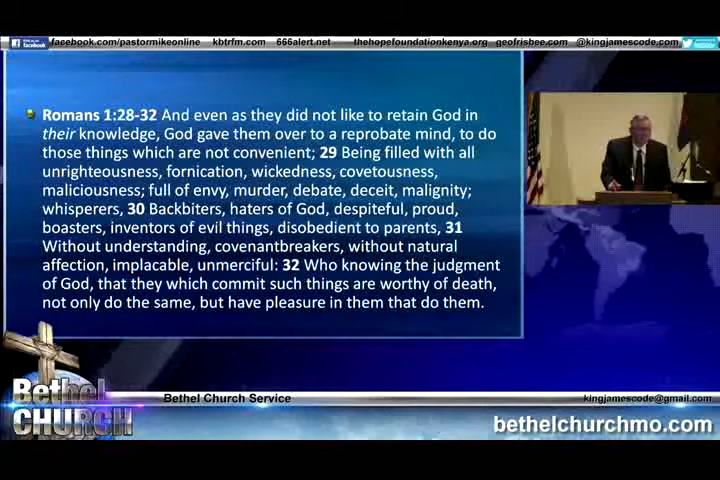 facebook.com/pastormikeonline kbtrfm.com 666alert.net thehopefoundationkenya.org geofrisbee.com @kingjamescode.com
Romans 1:28-32 And even as they did not like to retain God in
their knowledge, God gave them over to a reprobate mind, to do
those things which are not convenient; 29 Being filled with all
unrighteousness, fornication, wickedness, covetousness,
maliciousness; full of envy, murder, debate, deceit, malignity;
whisperers, 30 Backbiters, haters of God, despiteful, proud,
boasters, inventors of evil things, disobedient to parents, 31
Without understanding, covenantbreakers, without natural
affection, implacable, unmerciful: 32 Who knowing the judgment
of God, that they which commit such things are worthy of death,
not only do the same, but have pleasure in them that do them.
Bethel
CHURCH
Bethel Church Service
kingjamescode@gmail.com
bethelchurchmo.com